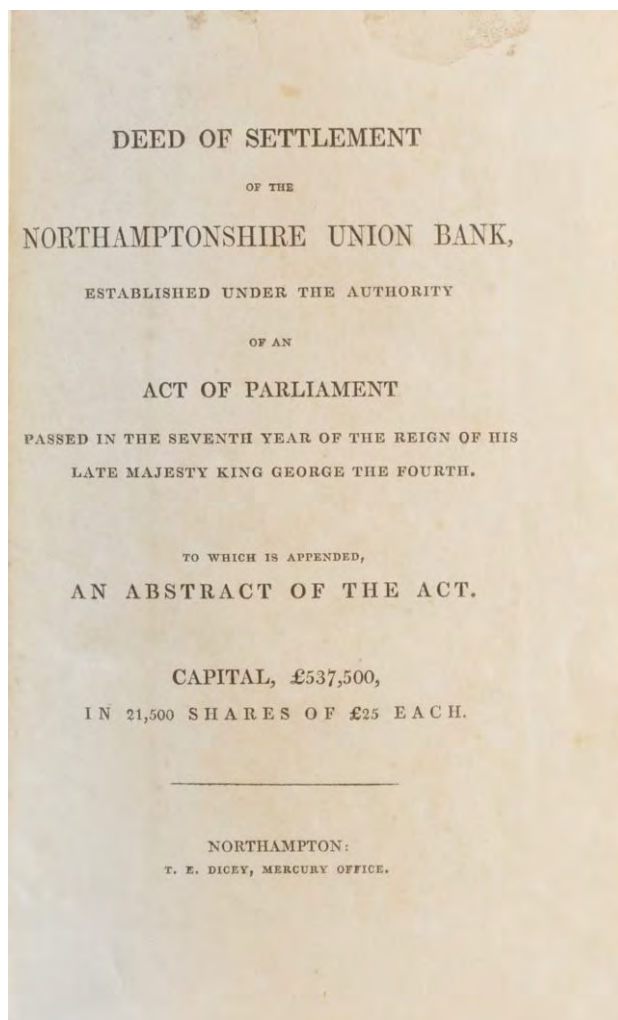 DEED OF SETTLEMENT
OF THE
NORTHAMPTONSHIRE UNION BANK,
ESTABLISHED UNDER THE AUTHORITY
OF AN
ACT OF PARLIAMENT
PASSED IN THE SEVENTH YEAR OF THE REIGN OF HIS
LATE MAJESTY KING GEORGE THE FOURTH.
TO WHICH IS APPENDED,
AN ABSTRACT OF THE ACT.
CAPITAL, £537,500,
IN 21,500 SHARES OF £25 EACH.
NORTHAMPTON:
T. E. DICEY, MERCURY OFFICE.